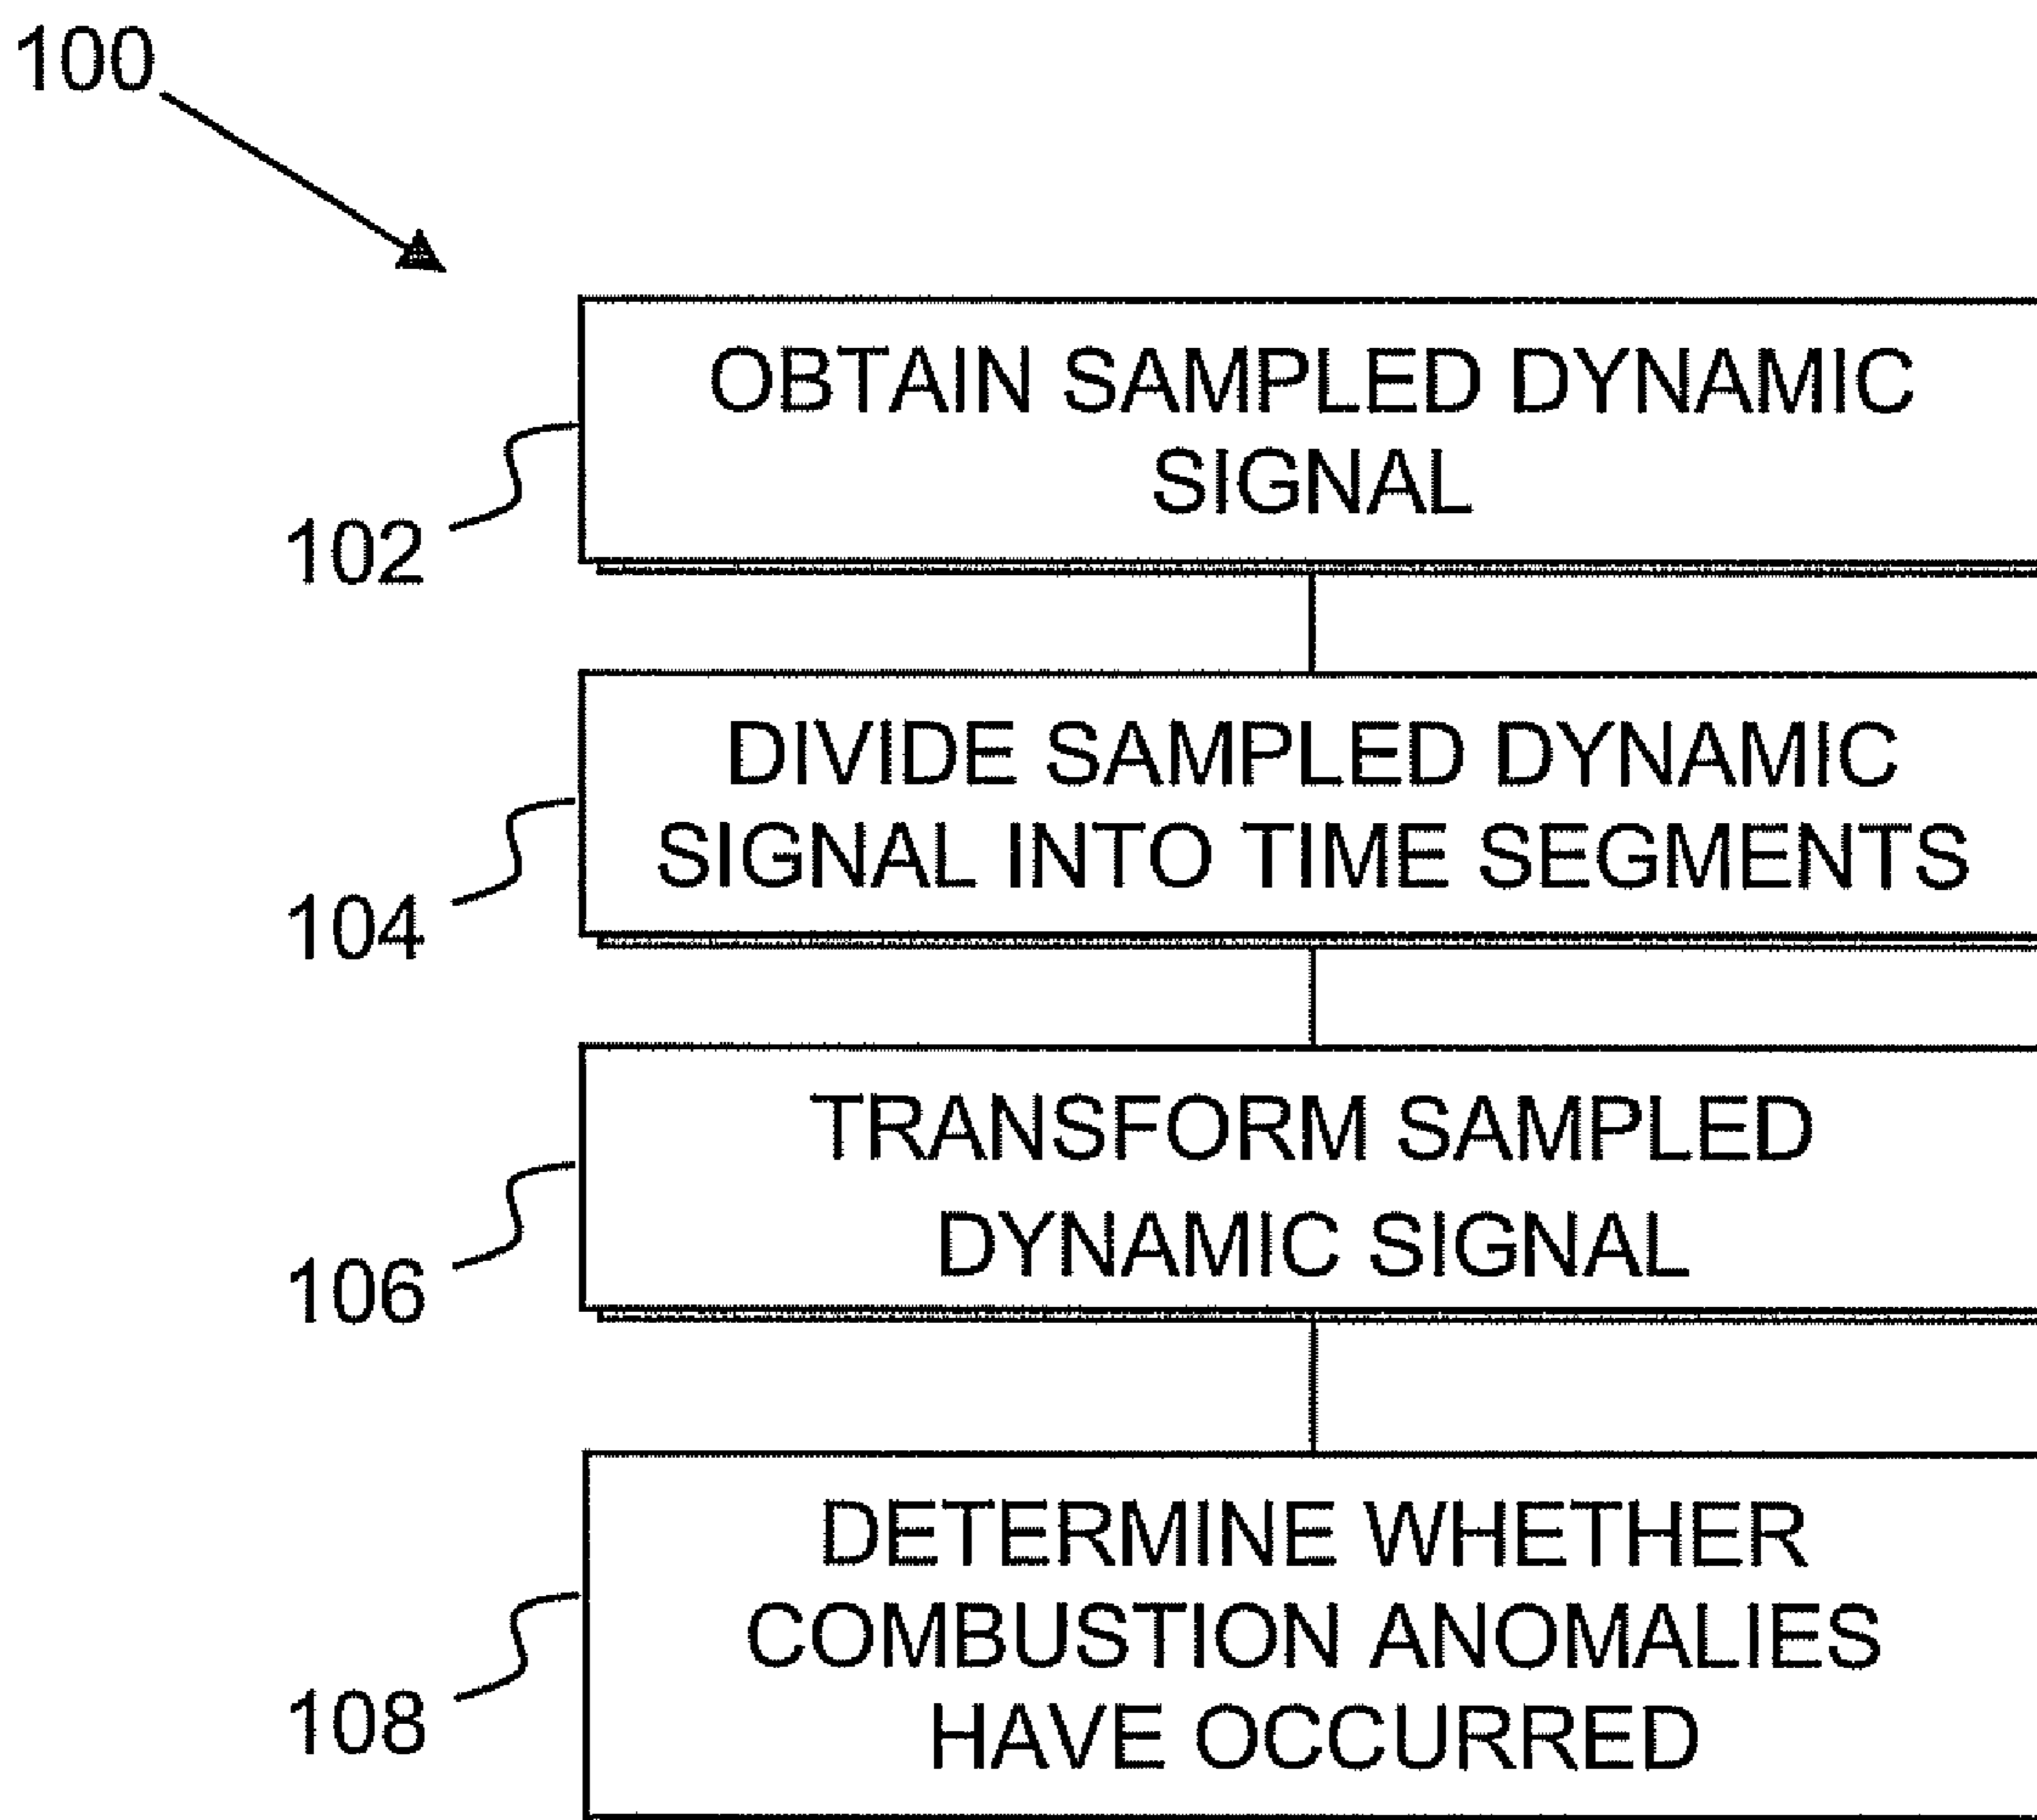 100
OBTAIN SAMPLED DYNAMIC
SIGNAL
102
DIVIDE SAMPLED DYNAMIC
SIGNAL INTO TIME SEGMENTS
104
TRANSFORM SAMPLED
DYNAMIC SIGNAL
106
DETERMINE WHETHER
COMBUSTION ANOMALIES
HAVE OCCURRED
108